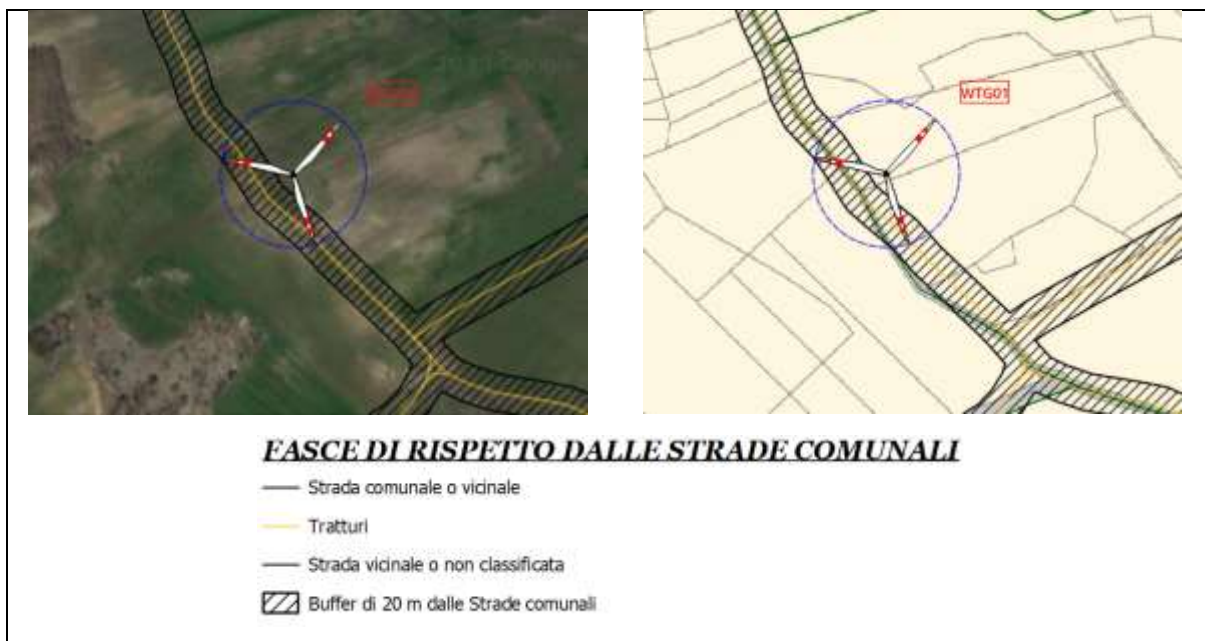 WTG01
FASCE DI RISPETTO DALLE STRADE COMUNALI
Strada comunale o vicinale
Tratturi
Strada vicinale o non classificata
Buffer di 20 m dalle Strade comunali